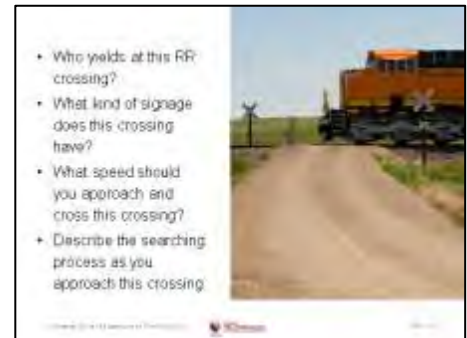 • Who yields at this RR
crossing?
• What kind of signage
does this crossing
have?
• What speed should
you approach and
cross this crossing?
• Describe the searching
process as you
approach this crossing